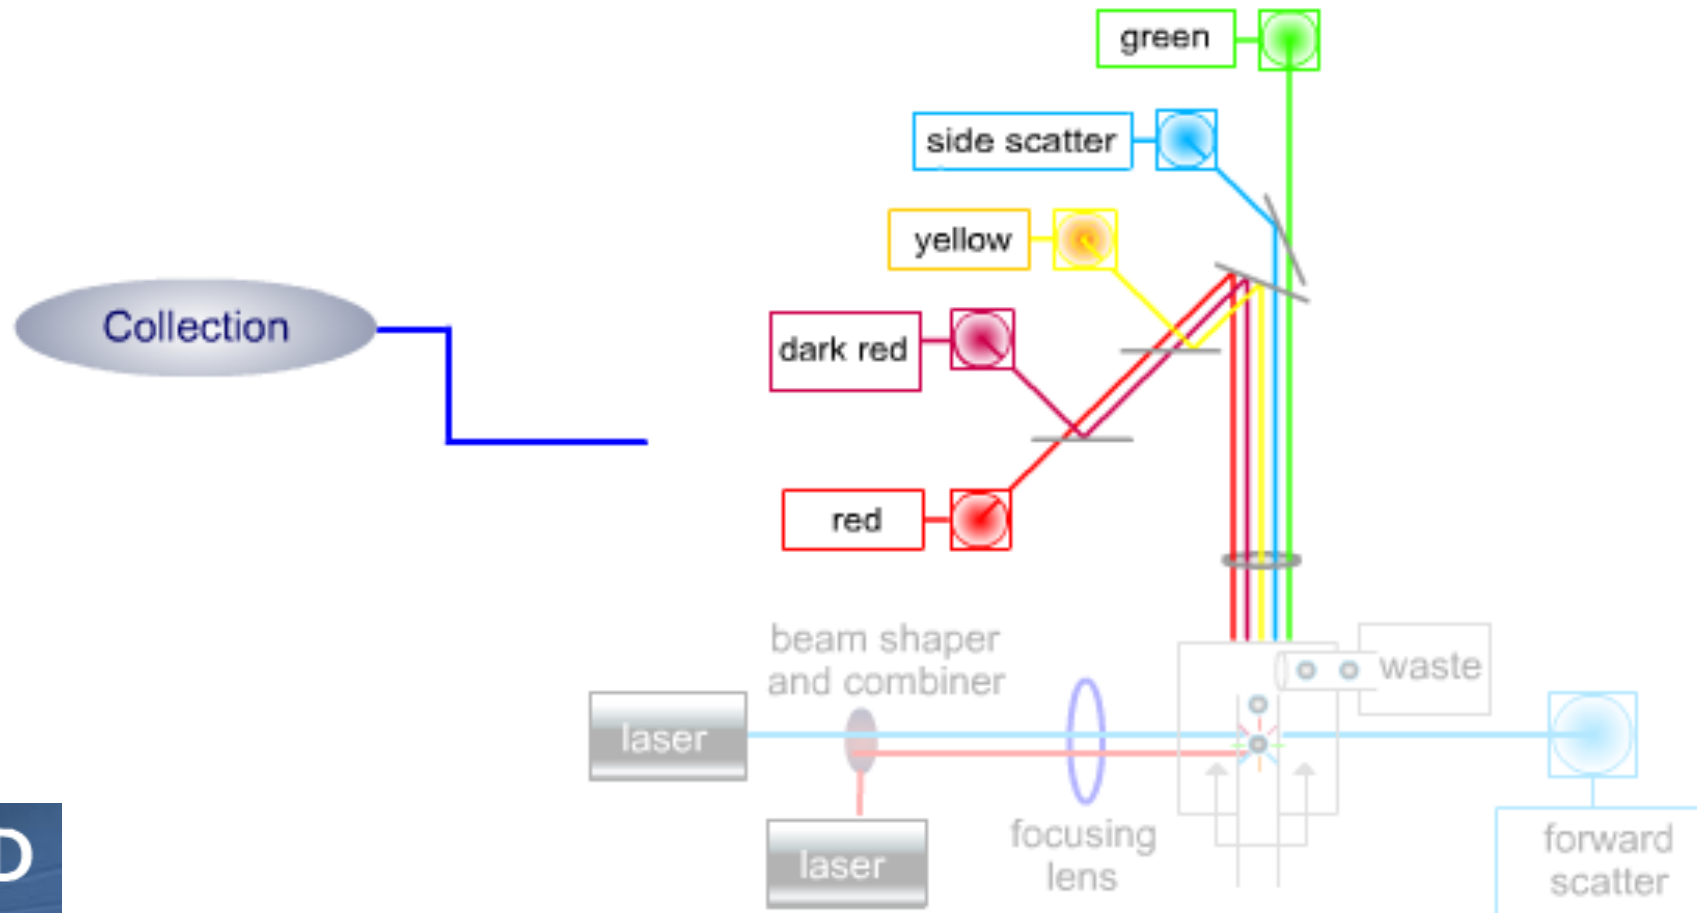 green
side scatter
yellow
Collection
dark red
red
beam shaper
and combiner
waste
laser
focusing
lens
laser
forward
scatter
D